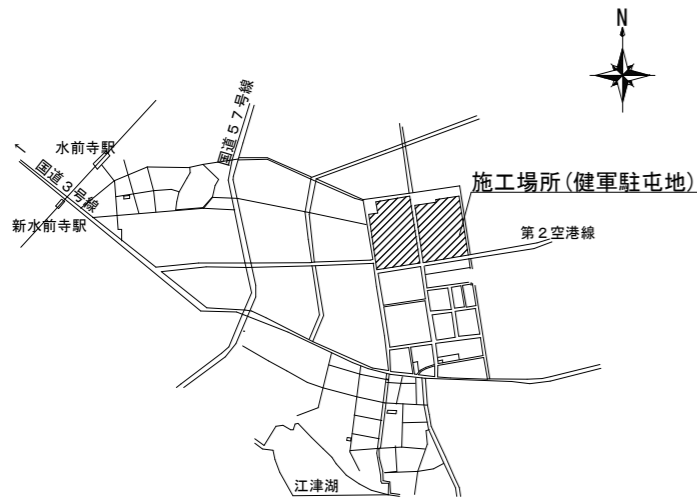 N
国道57号線
水前寺駅
国道3号線
施工場所(健軍駐屯地)
新水前寺駅
第2空港線
江津湖